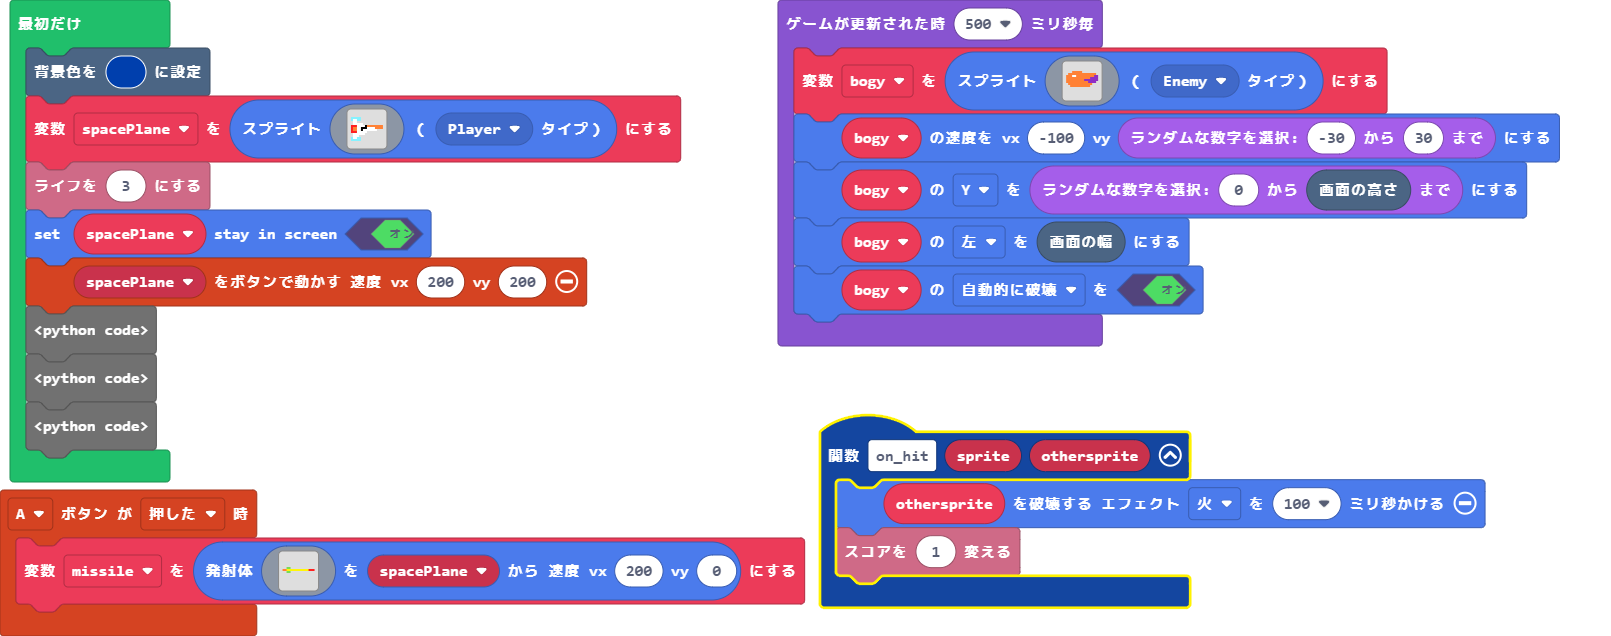 最初だけ
背景色を に設定
変数 spacePlane を スプライト ( Player タイプ ) にする
ライフを 3 にする
set spacePlane stay in screen オン
spacePlane をボタンで動かす 速度 vx 200 vy 200
<python code>
<python code>
<python code>
A ボタン が 押した 時
変数 missile を 発射体 を spacePlane から 速度 vx 200 vy 0 にする
ゲームが更新された時 500 ミリ秒毎
変数 bogy を スプライト ( Enemy タイプ ) にする
bogy の速度を vx -100 vy ランダムな数字を選択: -30 から 30 まで にする
bogy の Y を ランダムな数字を選択: 0 から 画面の高さ まで にする
bogy の 左 を 画面の幅 にする
bogy の 自動的に破壊 を オン
関数 on_hit sprite othersprite
othersprite を破壊する エフェクト 火 を 100 ミリ秒かける
スコアを 1 変える